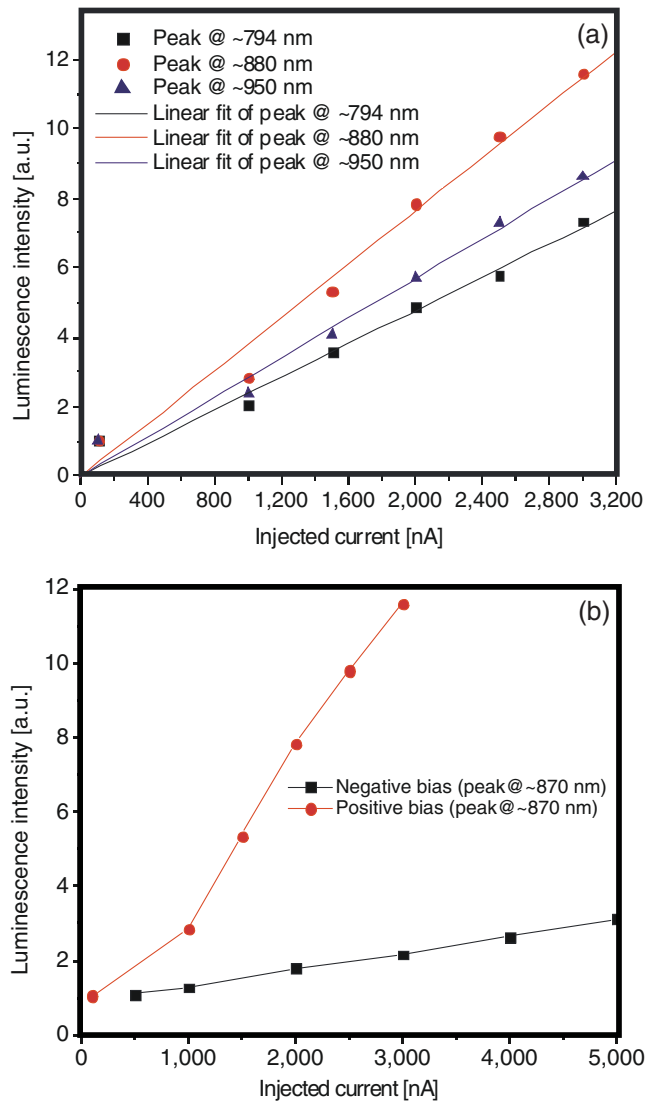 (a)
Peak @ ~794 nm
Peak @ ~880 nm
Peak @ ~950 nm
Linear fit of peak @ ~794 nm
Linear fit of peak @ ~880 nm
Linear fit of peak @ ~950 nm
Luminescence intensity [a.u.]
12
10
8
6
4
2
0
0 400 800 1,200 1,600 2,000 2,400 2,800 3,200
Injected current [nA]
(b)
Luminescence intensity [a.u.]
12
10
8
6
4
2
0
Negative bias (peak@~870 nm)
Positive bias (peak@~870 nm)
0 1,000 2,000 3,000 4,000 5,000
Injected current [nA]